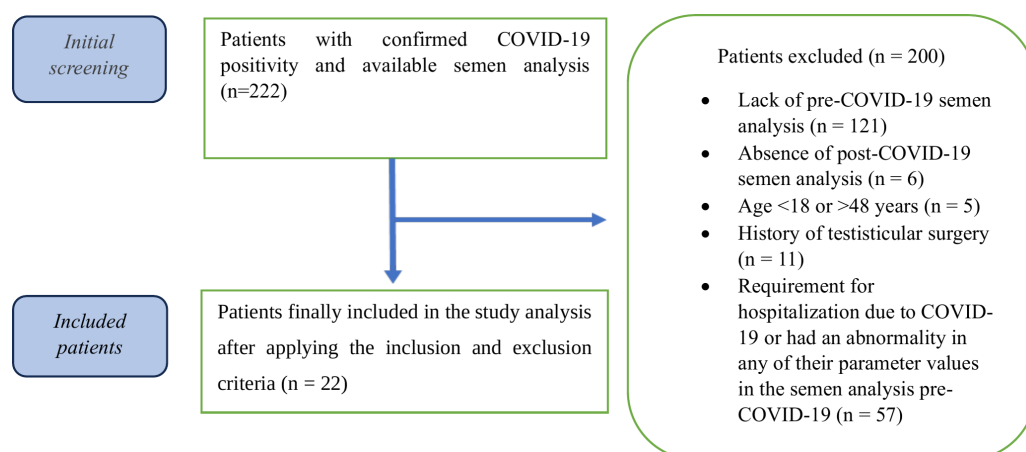 Initial
screening
Patients with confirmed COVID-19
positivity and available semen analysis
(n=222)
Patients excluded (n = 200)
• Lack of pre-COVID-19 semen
analysis (n = 121)
• Absence of post-COVID-19
semen analysis (n = 6)
• Age <18 or >48 years (n = 5)
• History of testisticular surgery
(n = 11)
• Requirement for
hospitalization due to COVID-
19 or had an abnormality in
any of their parameter values
in the semen analysis pre-
COVID-19 (n = 57)
Included
patients
Patients finally included in the study analysis
after applying the inclusion and exclusion
criteria (n = 22)